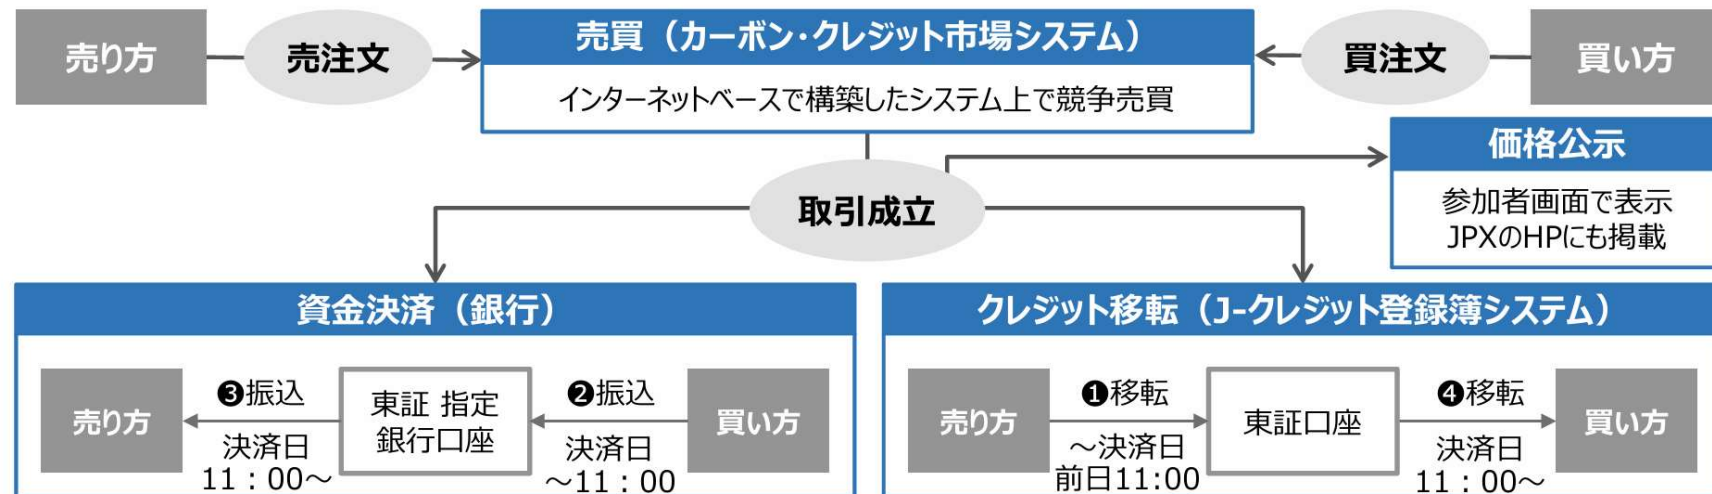 売り方
売注文
売買（カーボン・クレジット市場システム）
インターネットベースで構築したシステム上で競争売買
買注文
買い方
価格公示
参加者画面で表示
JPXのHPにも掲載
取引成立
資金決済（銀行）
売り方
❸振込
決済日
11：00～
東証 指定
銀行口座
❷振込
決済日
～11：00
買い方
クレジット移転（J-クレジット登録簿システム）
売り方
❶移転
～決済日
前日11:00
東証口座
❹移転
決済日
11：00～
買い方